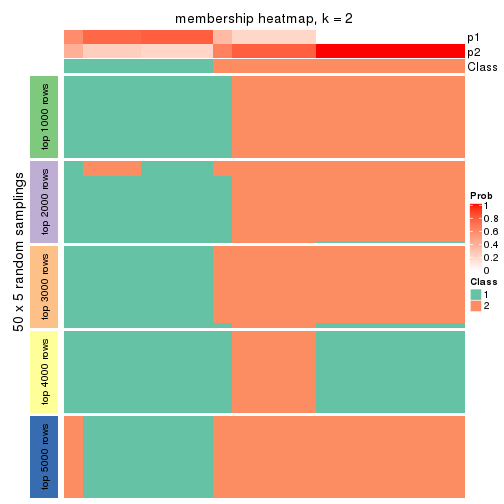 membership heatmap, k = 2
p1
p2
Class
50 x 5 random samplings
top 1000 rows
top 2000 rows
top 3000 rows
top 4000 rows
top 5000 rows
Prob
1
0.8
0.6
0.4
0.2
0
Class
1
2